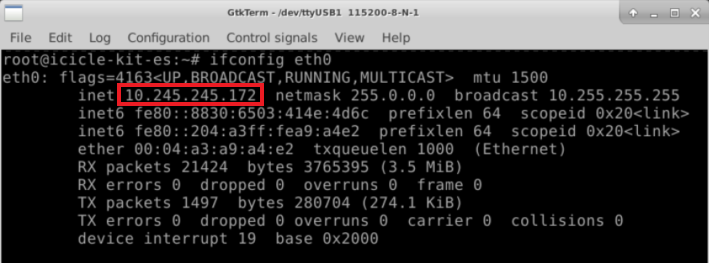 GtkTerm - /dev/ttyUSB1 115200-8-N-1
File Edit Log Configuration Control signals View Help
root@icicle-kit-es:~# ifconfig eth0
eth0: flags=4163<UP,BROADCAST,RUNNING,MULTICAST>  mtu 1500
        inet 10.245.245.172  netmask 255.0.0.0  broadcast 10.255.255.255
        inet6 fe80::8830:6503:414e:4d6c  prefixlen 64  scopeid 0x20<link>
        inet6 fe80::204:a3ff:fea9:a4e2  prefixlen 64  scopeid 0x20<link>
        ether 00:04:a3:a9:a4:e2  txqueuelen 1000  (Ethernet)
        RX packets 21424  bytes 3765395 (3.5 MiB)
        RX errors 0  dropped 0  overruns 0  frame 0
        TX packets 1497  bytes 280704 (274.1 KiB)
        TX errors 0  dropped 0 overruns 0  carrier 0  collisions 0
        device interrupt 19  base 0x2000